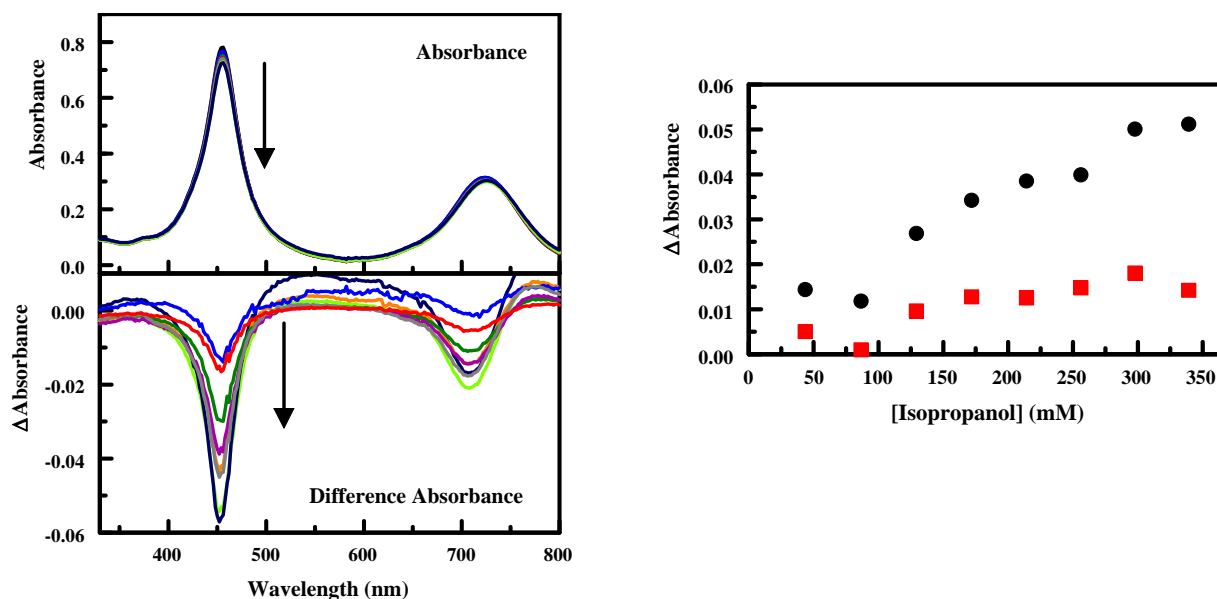 Absorbance
0.8
0.6
0.4
0.2
0.0
Absorbance
ΔAbsorbance
0.00
-0.02
-0.04
-0.06
Difference Absorbance
400 500 600 700 800
Wavelength (nm)
ΔAbsorbance
0.06
0.05
0.04
0.03
0.02
0.01
0.00
0 50 100 150 200 250 300 350
[Isopropanol] (mM)